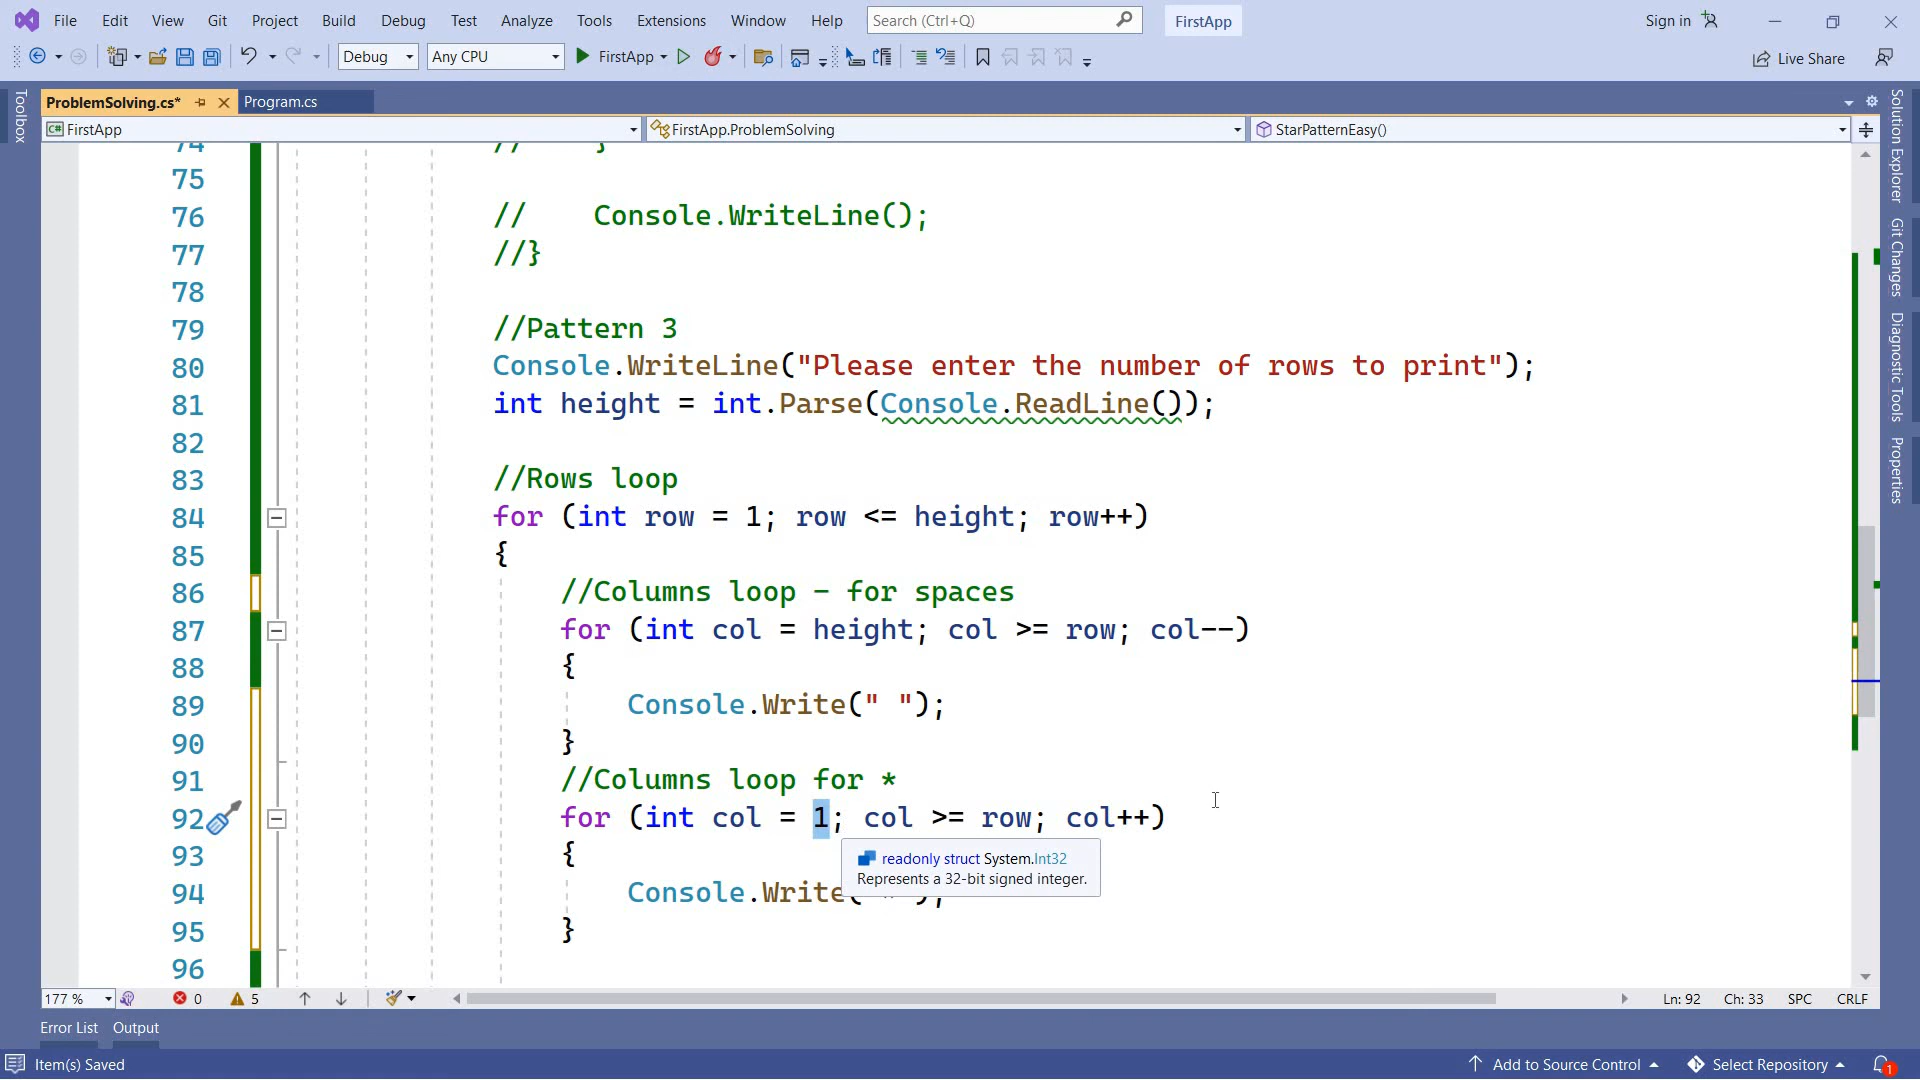 File Edit View Git Project Build Debug Test Analyze Tools Extensions Window Help Search (Ctrl+Q) FirstApp Sign in
Debug Any CPU FirstApp Live Share
ProblemSolving.cs* Program.cs
C# FirstApp FirstApp.ProblemSolving StarPatternEasy()
Toolbox
Solution Explorer
Git Changes
Diagnostic Tools
Properties
74 // }
75
76 // Console.WriteLine();
77 //}
78
79 //Pattern 3
80 Console.WriteLine("Please enter the number of rows to print");
81 int height = int.Parse(Console.ReadLine());
82
83 //Rows loop
84 for (int row = 1; row <= height; row++)
85 {
86 //Columns loop - for spaces
87 for (int col = height; col >= row; col--)
88 {
89 Console.Write(" ");
90 }
91 //Columns loop for *
92 for (int col = 1; col >= row; col++)
93 {
readonly struct System.Int32
Represents a 32-bit signed integer.
94 Console.Write(
95 }
96
177 % 0 5 Ln: 92 Ch: 33 SPC CRLF
Error List Output
Item(s) Saved Add to Source Control Select Repository 1